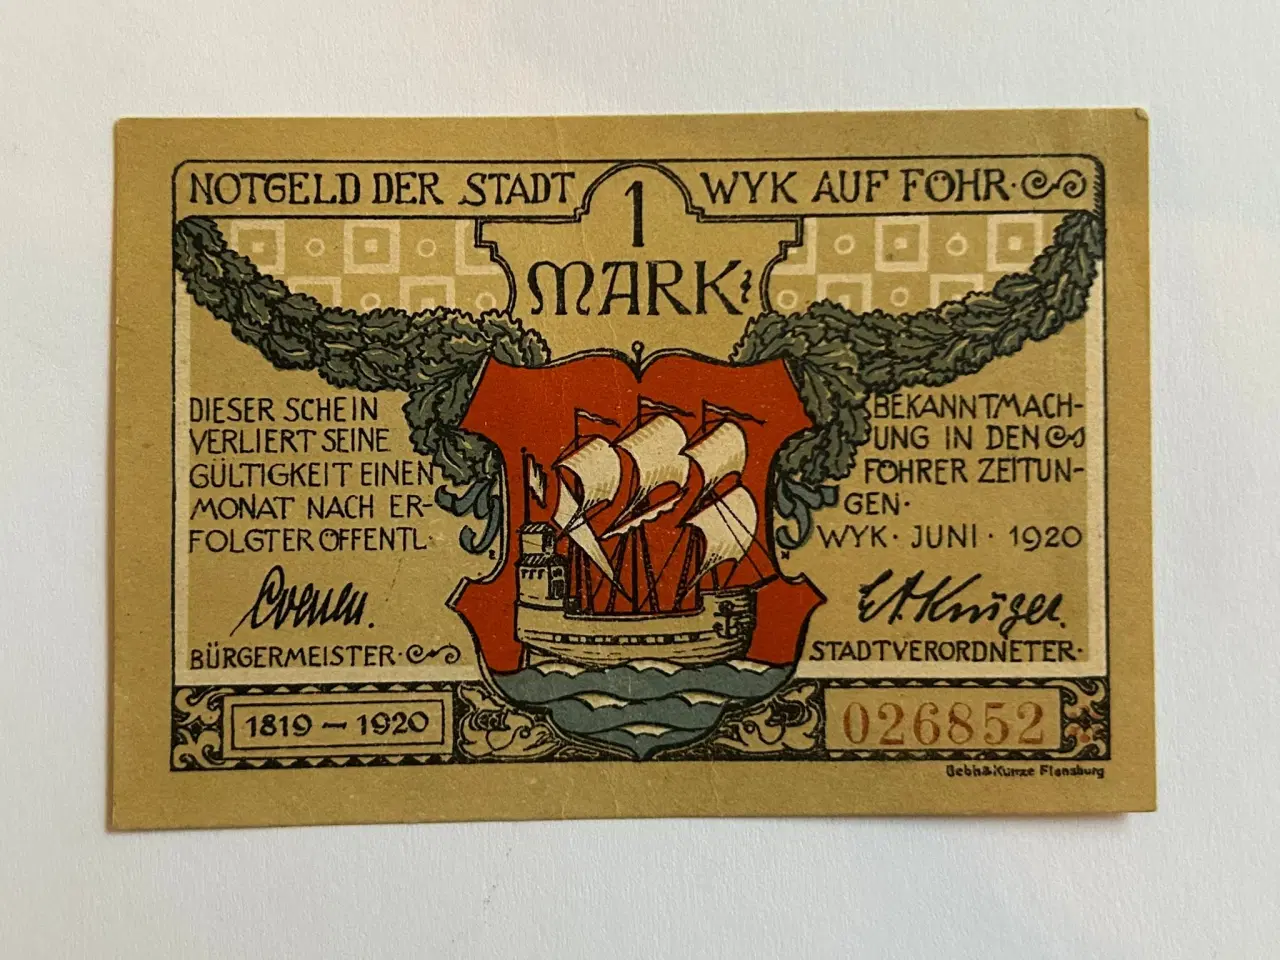 NOTGELD DER STADT WYK AUF FÖHR·
1
MARK
DIESER SCHEIN
VERLIERT SEINE
GÜLTIGKEIT EINEN
MONAT NACH ER-
FOLGTER ÖFFENTL·
BEKANNTMACH-
UNG IN DEN
FÖHRER ZEITUN-
GEN·
WYK · JUNI · 1920
BÜRGERMEISTER·
STADTVERORDNETER·
1819 – 1920
026852
Gebh&Kunze Flensburg